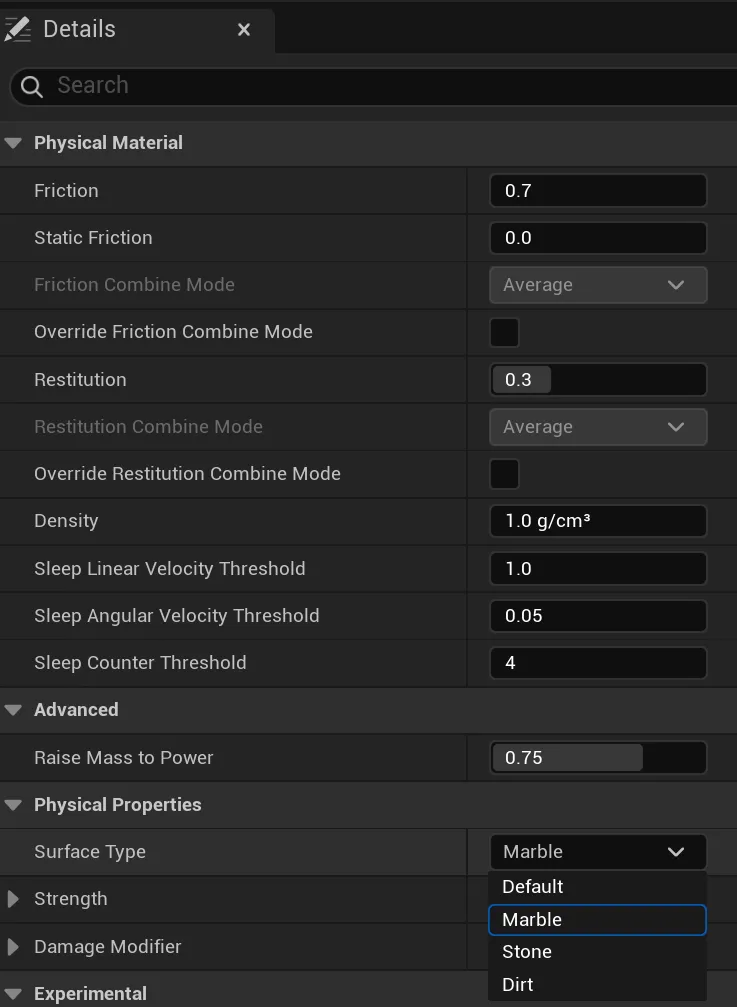 Details
Search
Physical Material
Friction 0.7
Static Friction 0.0
Friction Combine Mode Average
Override Friction Combine Mode
Restitution 0.3
Restitution Combine Mode Average
Override Restitution Combine Mode
Density 1.0 g/cm³
Sleep Linear Velocity Threshold 1.0
Sleep Angular Velocity Threshold 0.05
Sleep Counter Threshold 4
Advanced
Raise Mass to Power 0.75
Physical Properties
Surface Type Marble
Default
Strength
Marble
Damage Modifier
Stone
Dirt
Experimental